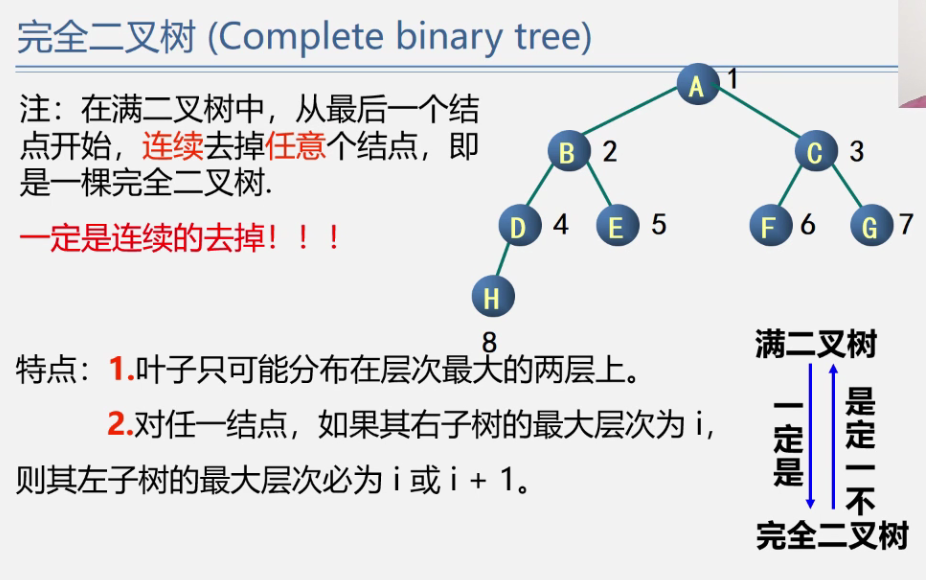 完全二叉树 (Complete binary tree)
注：在满二叉树中，从最后一个结
点开始，连续去掉任意个结点，即
是一棵完全二叉树.
一定是连续的去掉！！！
A 1
B 2
C 3
D 4
E 5
F 6
G 7
H
8
特点：1.叶子只可能分布在层次最大的两层上。
2.对任一结点，如果其右子树的最大层次为 i，
则其左子树的最大层次必为 i 或 i + 1。
满二叉树
一定是
是定一不
完全二叉树